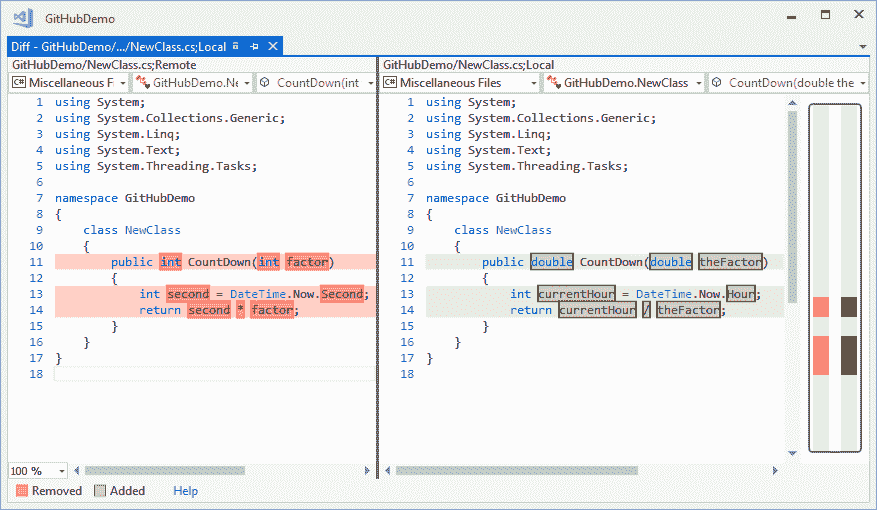 GitHubDemo
Diff - GitHubDemo/.../NewClass.cs;Local
GitHubDemo/NewClass.cs;Remote
C# Miscellaneous Fi
GitHubDemo.Ne
CountDown(int
1 using System;
2 using System.Collections.Generic;
3 using System.Linq;
4 using System.Text;
5 using System.Threading.Tasks;
6
7 namespace GitHubDemo
8 {
9 class NewClass
10 {
11 public int CountDown(int factor)
12 {
13 int second = DateTime.Now.Second;
14 return second * factor;
15 }
16 }
17 }
18
100 %
GitHubDemo/NewClass.cs;Local
C# Miscellaneous Files
GitHubDemo.NewClass
CountDown(double the
1 using System;
2 using System.Collections.Generic;
3 using System.Linq;
4 using System.Text;
5 using System.Threading.Tasks;
6
7 namespace GitHubDemo
8 {
9 class NewClass
10 {
11 public double CountDown(double theFactor)
12 {
13 int currentHour = DateTime.Now.Hour;
14 return currentHour / theFactor;
15 }
16 }
17 }
18
Removed Added Help